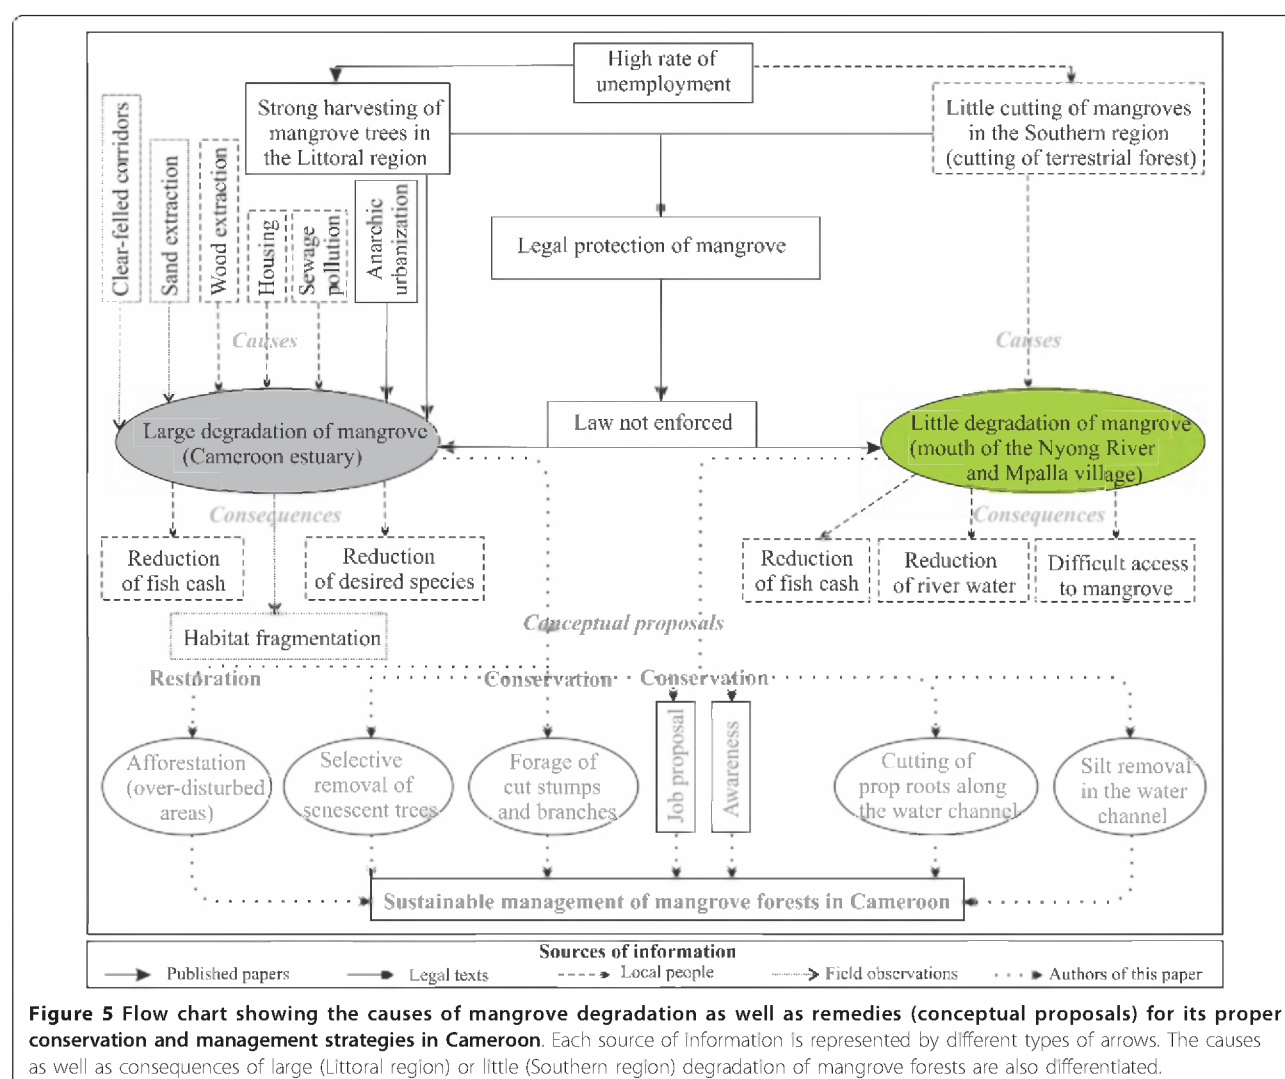 High rate of
unemployment
Strong harvesting of
mangrove trees in
the Littoral region
Little cutting of mangroves
in the Southern region
(cutting of terrestrial forest)
Clear-felled corridors
Sand extraction
Wood extraction
Housing
Sewage
pollution
Anarchic
urbanization
Legal protection of mangrove
Causes
Causes
Large degradation of mangrove
(Cameroon estuary)
Law not enforced
Little degradation of mangrove
(mouth of the Nyong River
and Mpalla village)
Consequences
Consequences
Reduction
of fish cash
Reduction
of desired species
Reduction
of fish cash
Reduction
of river water
Difficult access
to mangrove
Habitat fragmentation
Conceptual proposals
Restoration
Conservation
Conservation
Afforestation
(over-disturbed
areas)
Selective
removal of
senescent trees
Forage of
cut stumps
and branches
Job proposal
Awareness
Cutting of
prop roots along
the water channel
Silt removal
in the water
channel
Sustainable management of mangrove forests in Cameroon
Sources of information
Published papers
Legal texts
Local people
Field observations
Authors of this paper
Figure 5 Flow chart showing the causes of mangrove degradation as well as remedies (conceptual proposals) for its proper
conservation and management strategies in Cameroon. Each source of information is represented by different types of arrows. The causes
as well as consequences of large (Littoral region) or little (Southern region) degradation of mangrove forests are also differentiated.